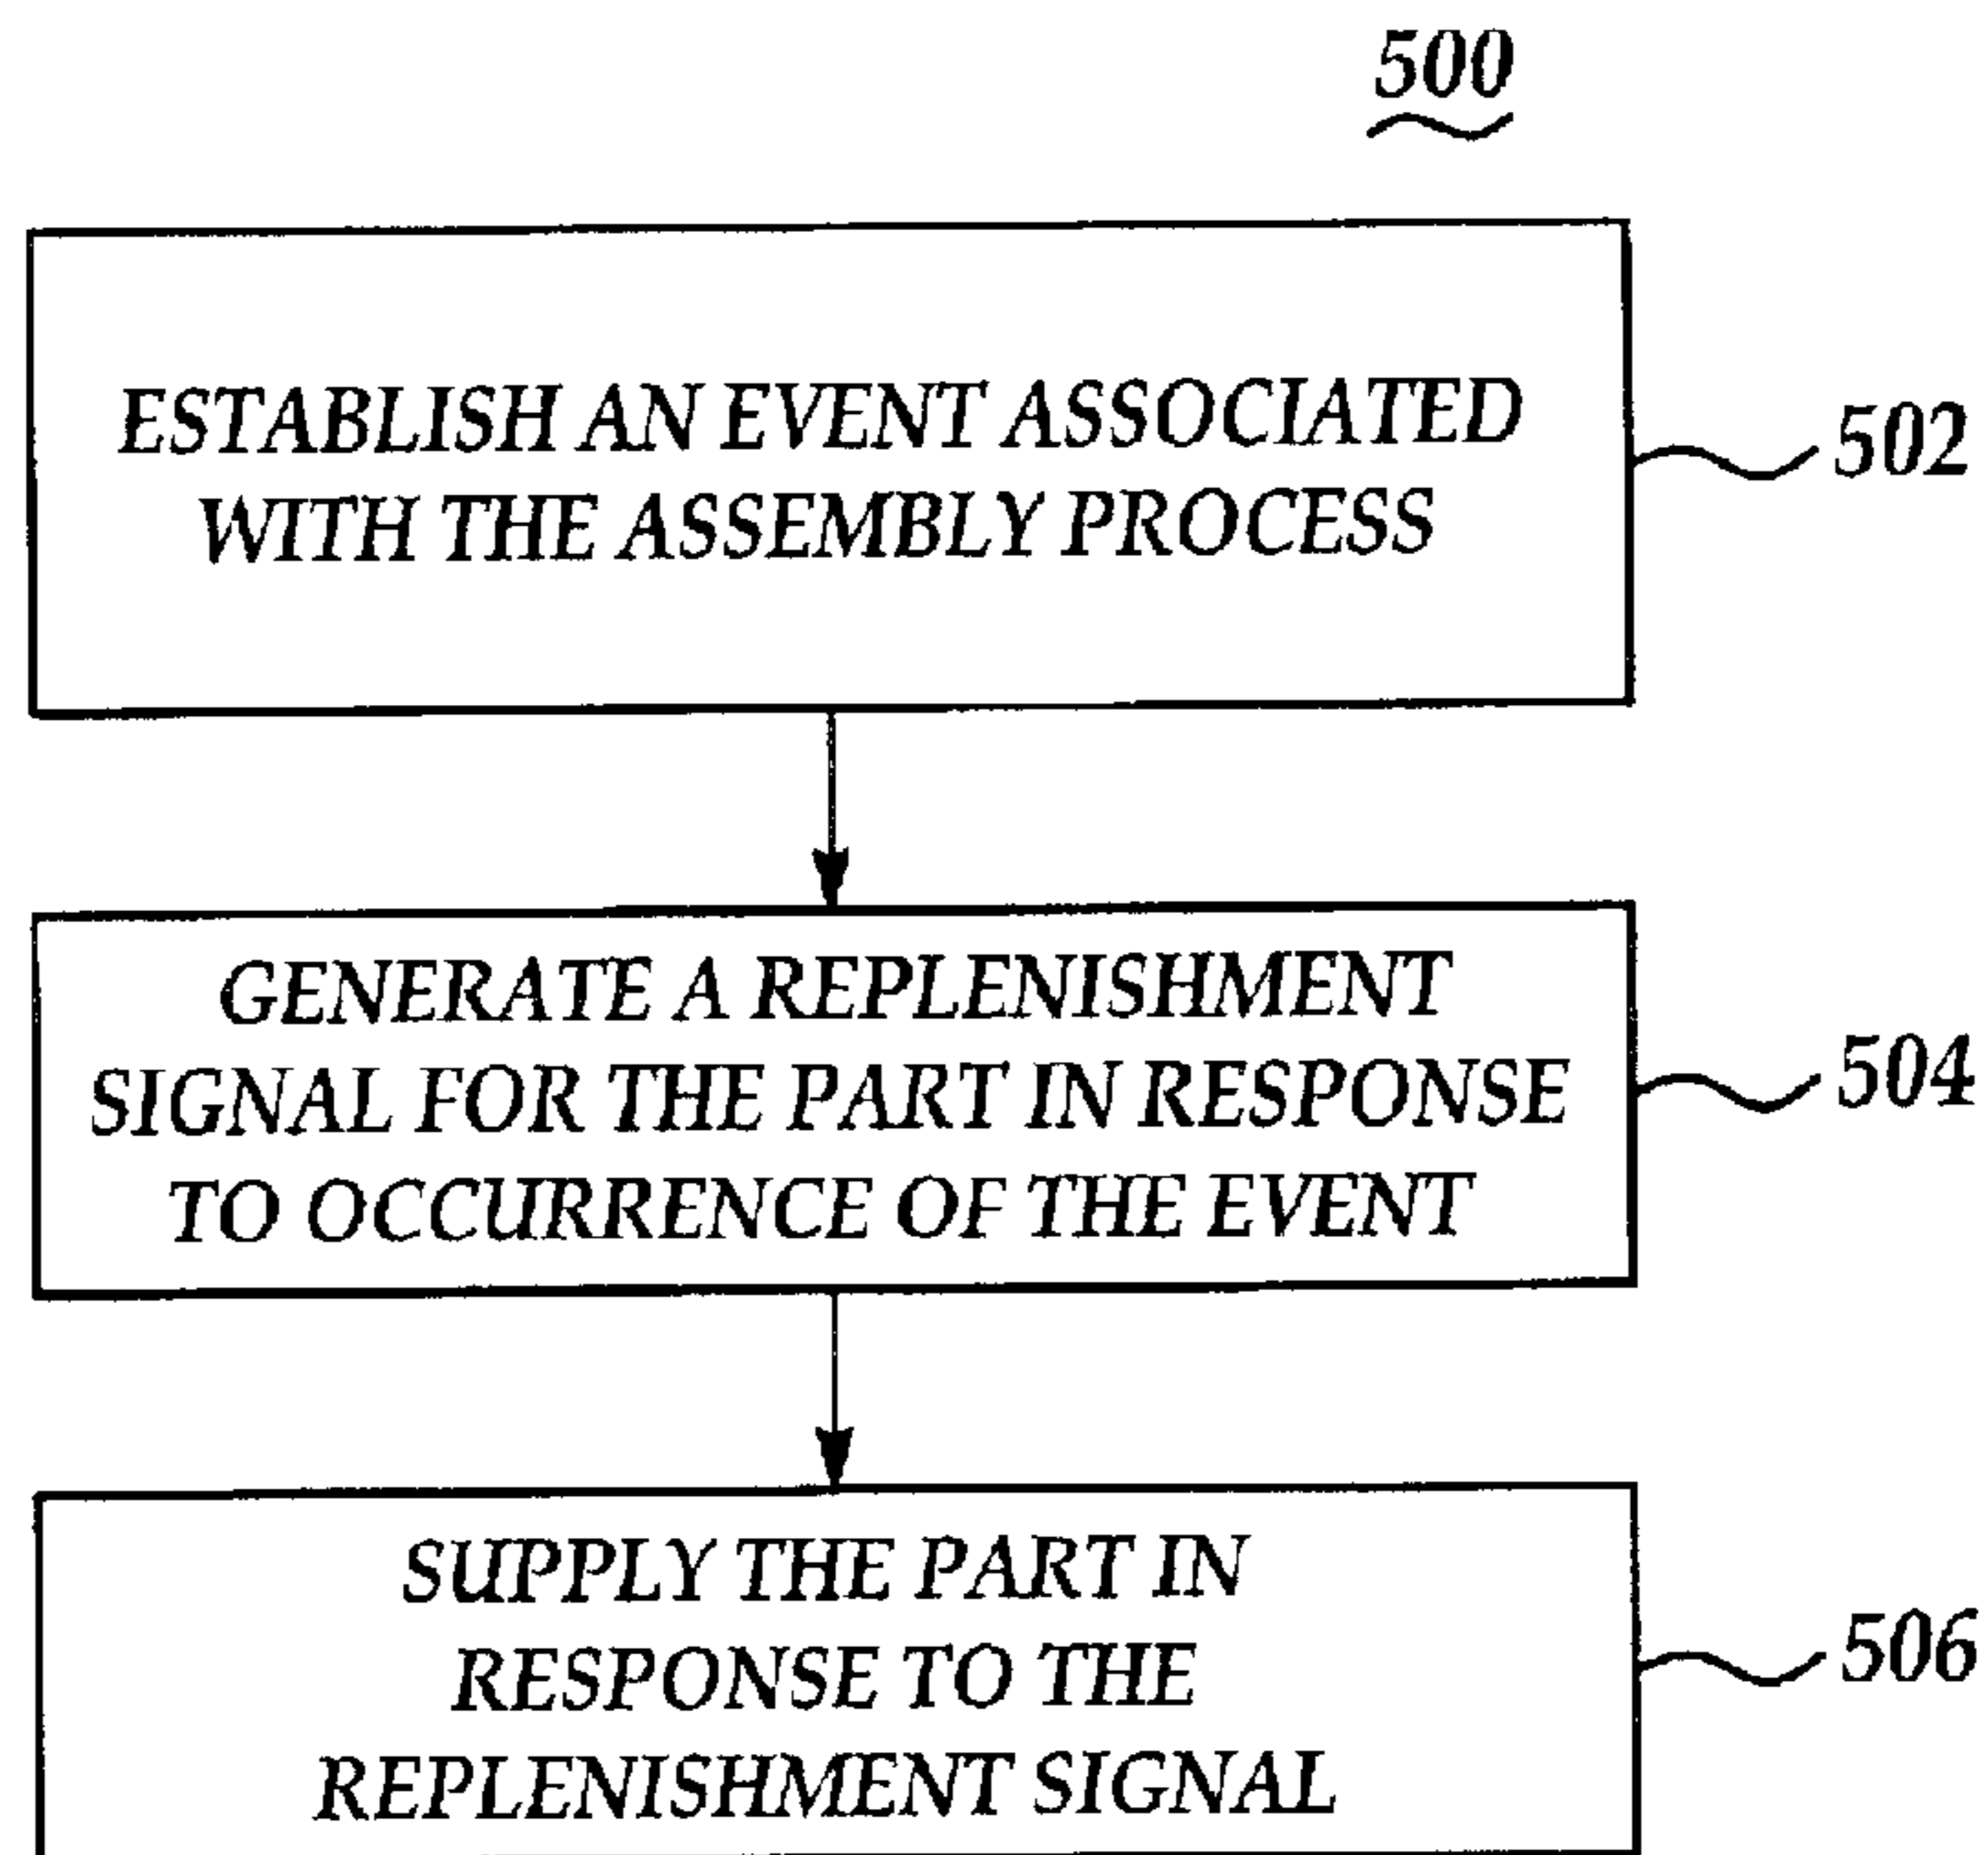 500
ESTABLISH AN EVENT ASSOCIATED
WITH THE ASSEMBLY PROCESS
502
GENERATE A REPLENISHMENT
SIGNAL FOR THE PART IN RESPONSE
TO OCCURRENCE OF THE EVENT
504
SUPPLY THE PART IN
RESPONSE TO THE
REPLENISHMENT SIGNAL
506